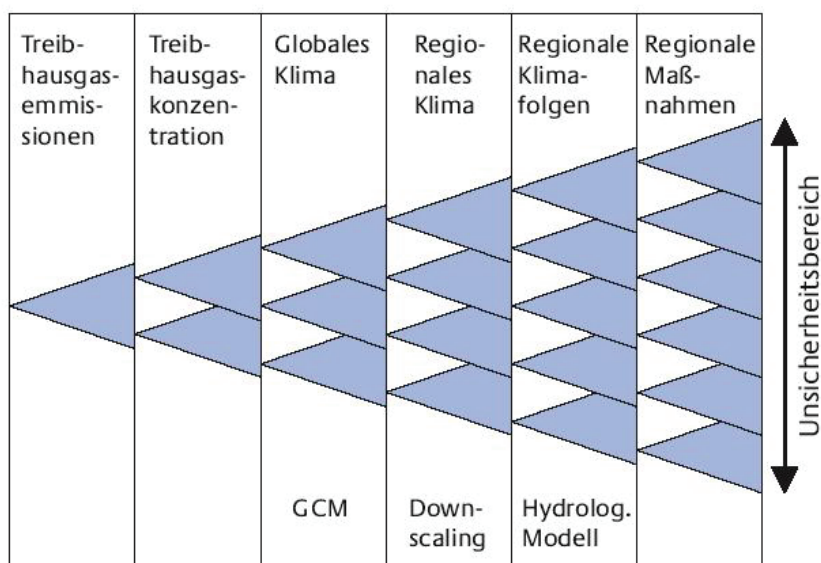 Treib-
hausgas-
emmis-
sionen
Treib-
hausgas-
konzen-
tration
Globales
Klima
Regio-
nales
Klima
Regionale
Klima-
folgen
Regionale
Maß-
nahmen
Unsicherheitsbereich
GCM
Down-
scaling
Hydrolog.
Modell